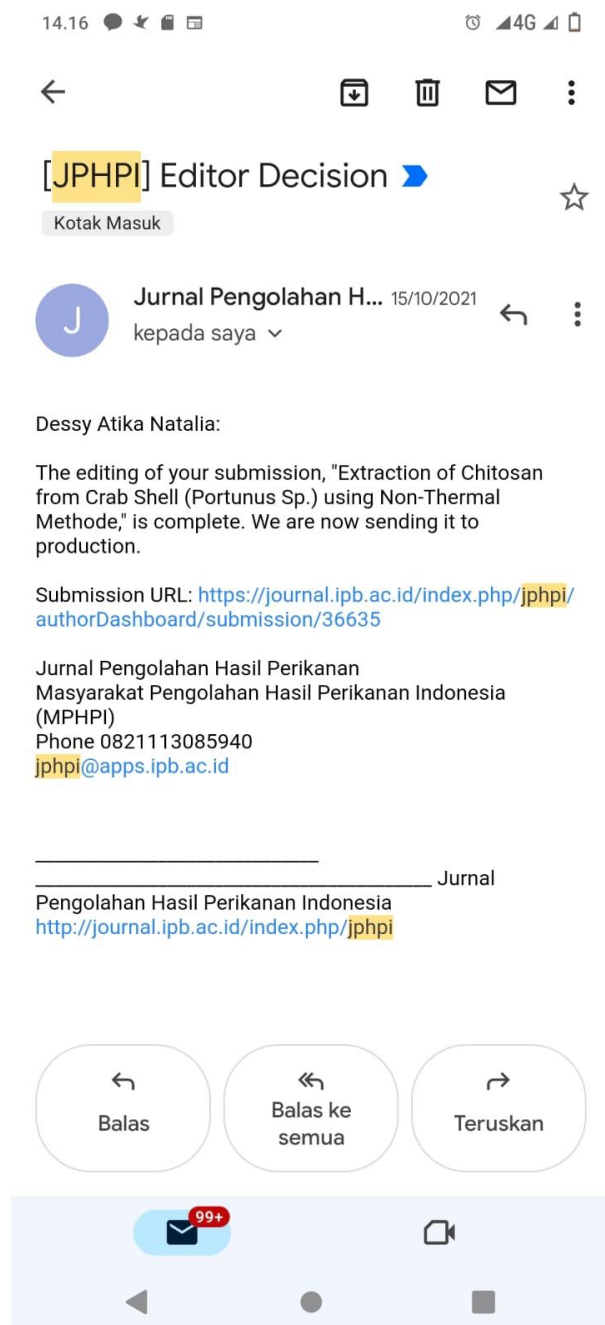 14.16
4G
[JPHPI] Editor Decision
Kotak Masuk
J
Jurnal Pengolahan H... 15/10/2021
kepada saya
Dessy Atika Natalia:
The editing of your submission, "Extraction of Chitosan
from Crab Shell (Portunus Sp.) using Non-Thermal
Methode," is complete. We are now sending it to
production.
Submission URL: https://journal.ipb.ac.id/index.php/jphpi/
authorDashboard/submission/36635
Jurnal Pengolahan Hasil Perikanan
Masyarakat Pengolahan Hasil Perikanan Indonesia
(MPHPI)
Phone 0821113085940
jphpi@apps.ipb.ac.id
______________________________
__________________________________________ Jurnal
Pengolahan Hasil Perikanan Indonesia
http://journal.ipb.ac.id/index.php/jphpi
Balas
Balas ke
semua
Teruskan
99+